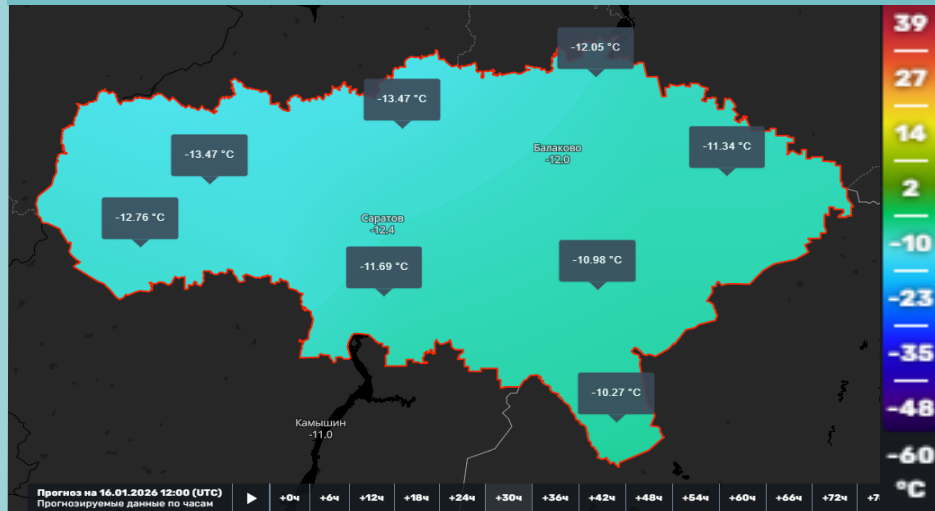 -12.05 °C
-13.47 °C
-13.47 °C
-11.34 °C
Балаково
-12.0
-12.76 °C
Саратов
-12.4
-11.69 °C
-10.98 °C
-10.27 °C
Камышин
-11.0
39
27
14
2
-10
-23
-35
-48
-60
°C
Прогноз на 16.01.2026 12:00 (UTC)
Прогнозируемые данные по часам
+0ч +6ч +12ч +18ч +24ч +30ч +36ч +42ч +48ч +54ч +60ч +66ч +72ч